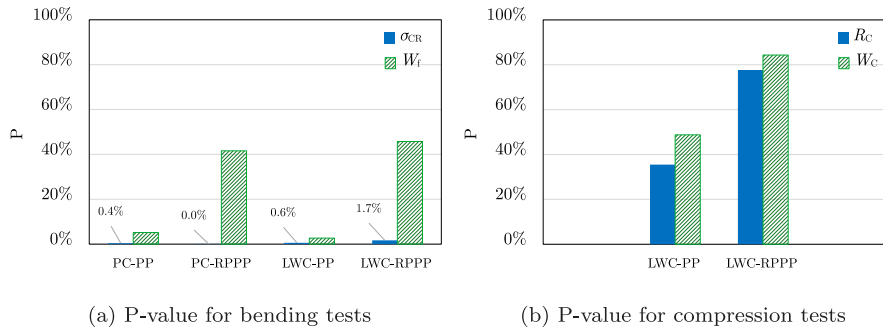 100%
80%
60%
40%
20%
0%
P
σCR
Wf
0.4%
0.0%
0.6%
1.7%
PC-PP
PC-RPPP
LWC-PP
LWC-RPPP
(a) P-value for bending tests
100%
80%
60%
40%
20%
0%
P
RC
WC
LWC-PP
LWC-RPPP
(b) P-value for compression tests